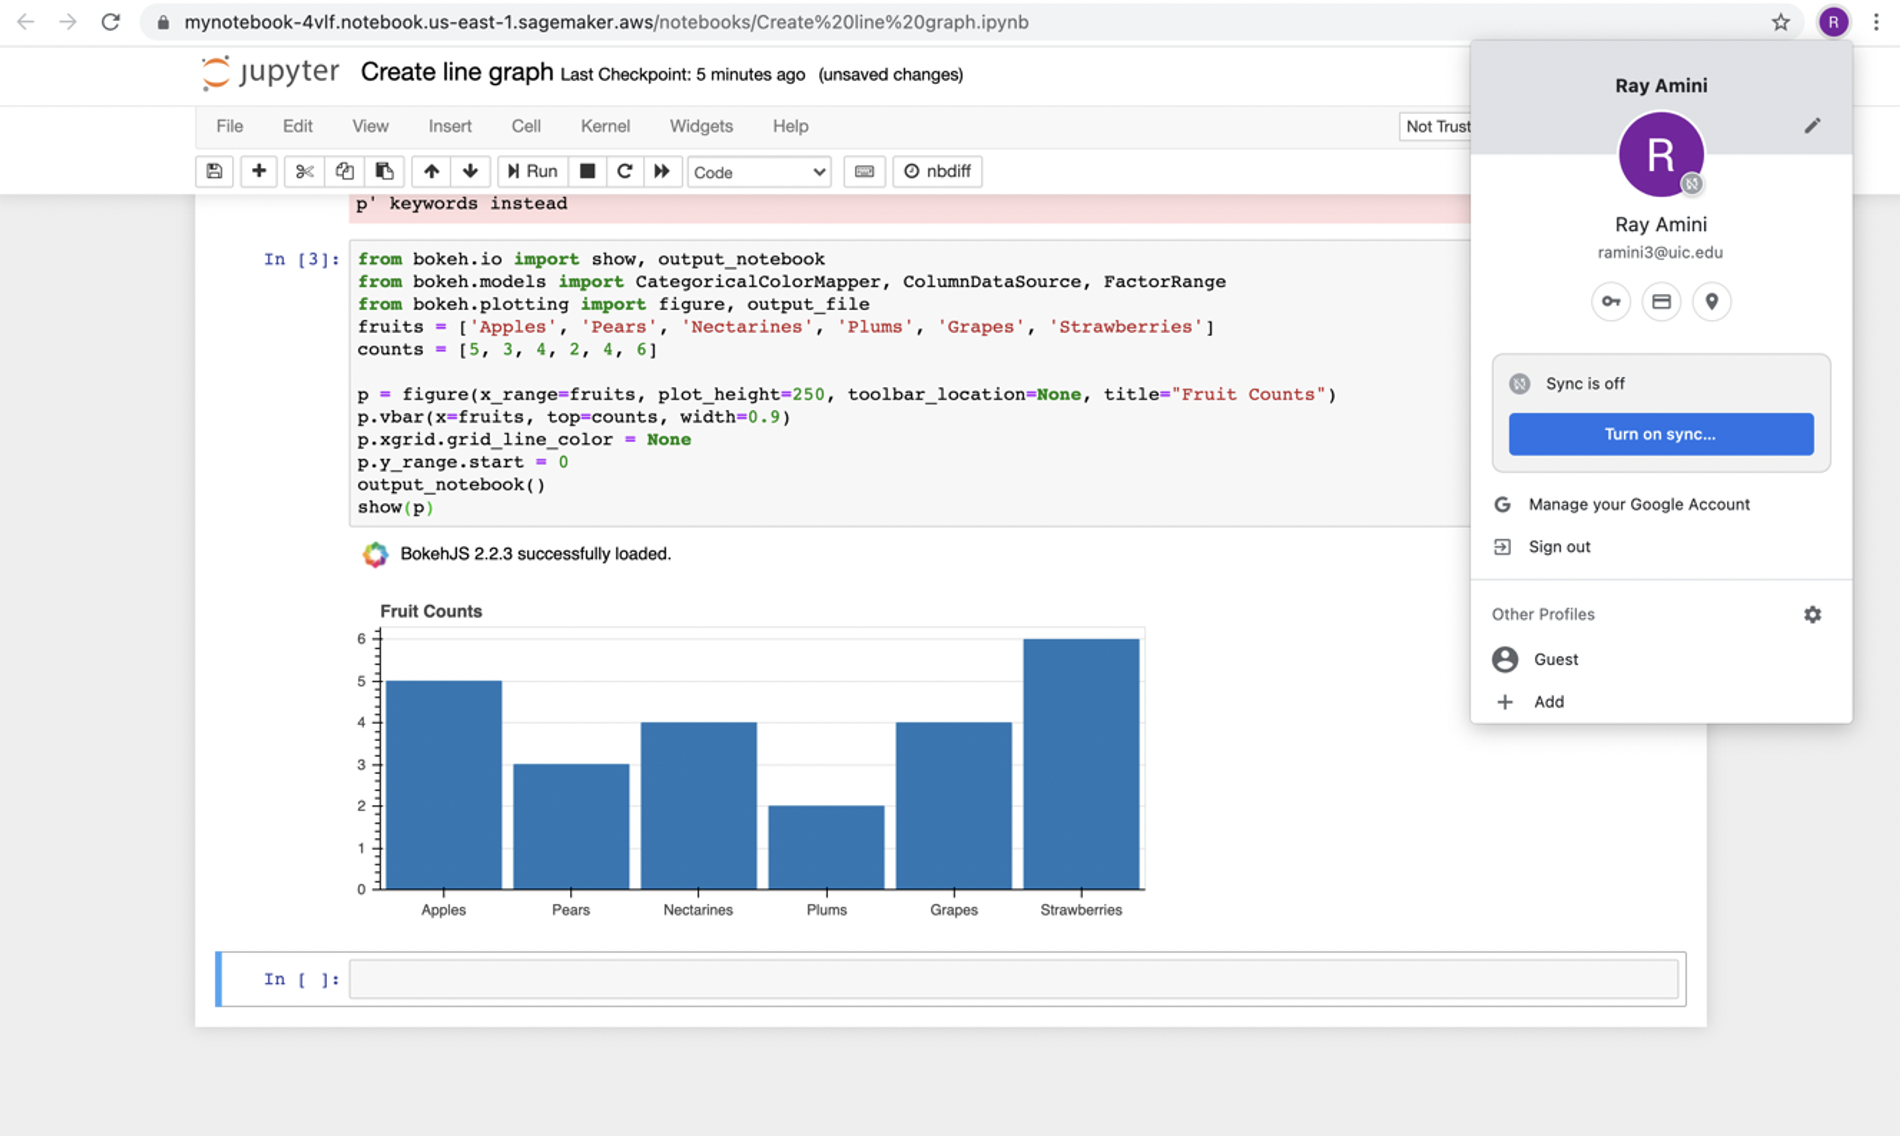 mynotebook-4vlf.notebook.us-east-1.sagemaker.aws/notebooks/Create%20line%20graph.ipynb
R
jupyter Create line graph Last Checkpoint: 5 minutes ago (unsaved changes)
File Edit View Insert Cell Kernel Widgets Help
Not Trust
Run Code nbdiff
p' keywords instead
In [3]:
from bokeh.io import show, output_notebook
from bokeh.models import CategoricalColorMapper, ColumnDataSource, FactorRange
from bokeh.plotting import figure, output_file
fruits = ['Apples', 'Pears', 'Nectarines', 'Plums', 'Grapes', 'Strawberries']
counts = [5, 3, 4, 2, 4, 6]
p = figure(x_range=fruits, plot_height=250, toolbar_location=None, title="Fruit Counts")
p.vbar(x=fruits, top=counts, width=0.9)
p.xgrid.grid_line_color = None
p.y_range.start = 0
output_notebook()
show(p)
BokehJS 2.2.3 successfully loaded.
Fruit Counts
6
5
4
3
2
1
0
Apples Pears Nectarines Plums Grapes Strawberries
In [ ]:
Ray Amini
R
Ray Amini
ramini3@uic.edu
Sync is off
Turn on sync...
G Manage your Google Account
Sign out
Other Profiles
Guest
Add